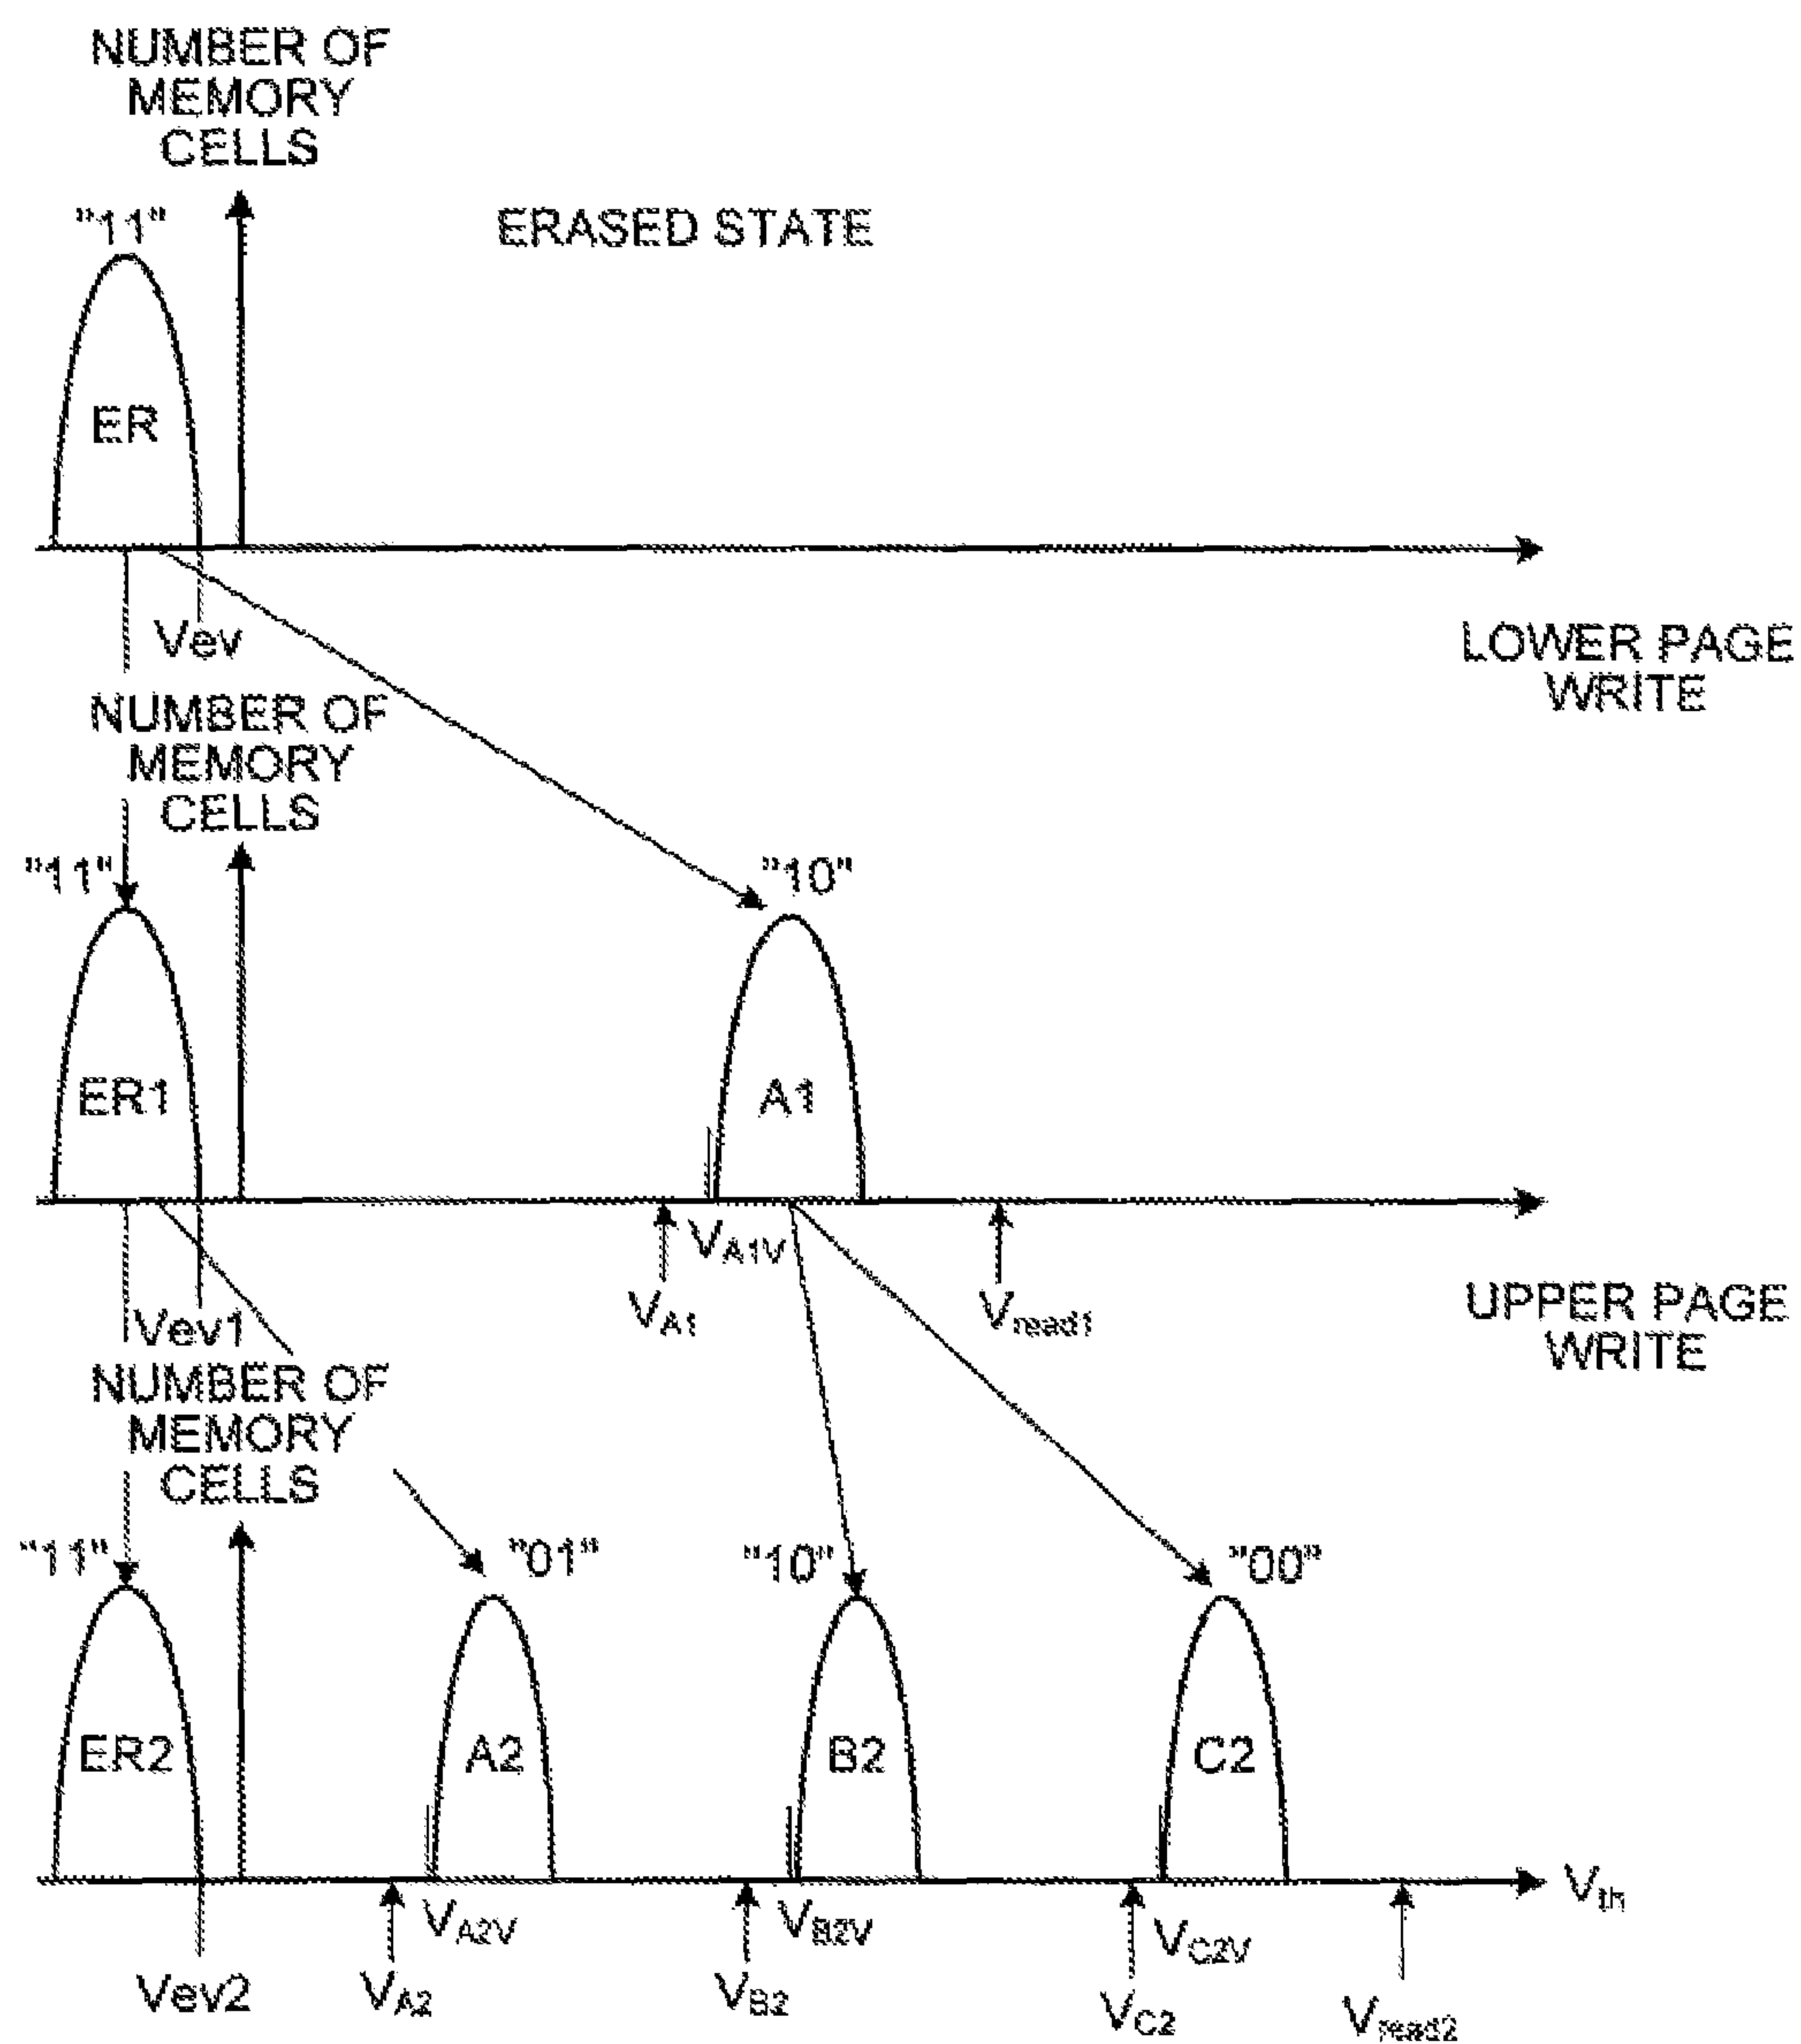 NUMBER OF
MEMORY
CELLS
"11"
ERASED STATE
ER
Vev
LOWER PAGE
WRITE
NUMBER OF
MEMORY
CELLS
"11"
"10"
ER1
A1
VA1V
VA1
Vread1
Vev1
UPPER PAGE
WRITE
NUMBER OF
MEMORY
CELLS
"11"
"01"
"10"
"00"
ER2
A2
B2
C2
Vth
VA2V
VB2V
VC2V
Vev2
VA2
VB2
VC2
Vread2